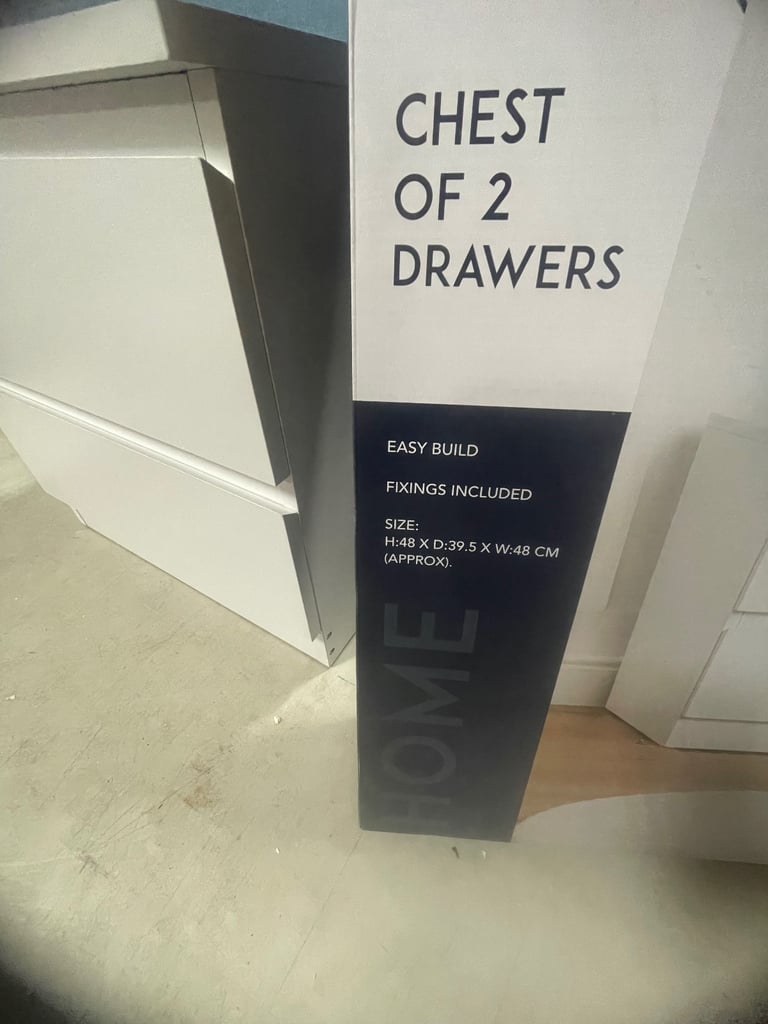 CHEST
OF 2
DRAWERS
EASY BUILD
FIXINGS INCLUDED
SIZE:
H:48 X D:39.5 X W:48 CM
(APPROX).
HOME